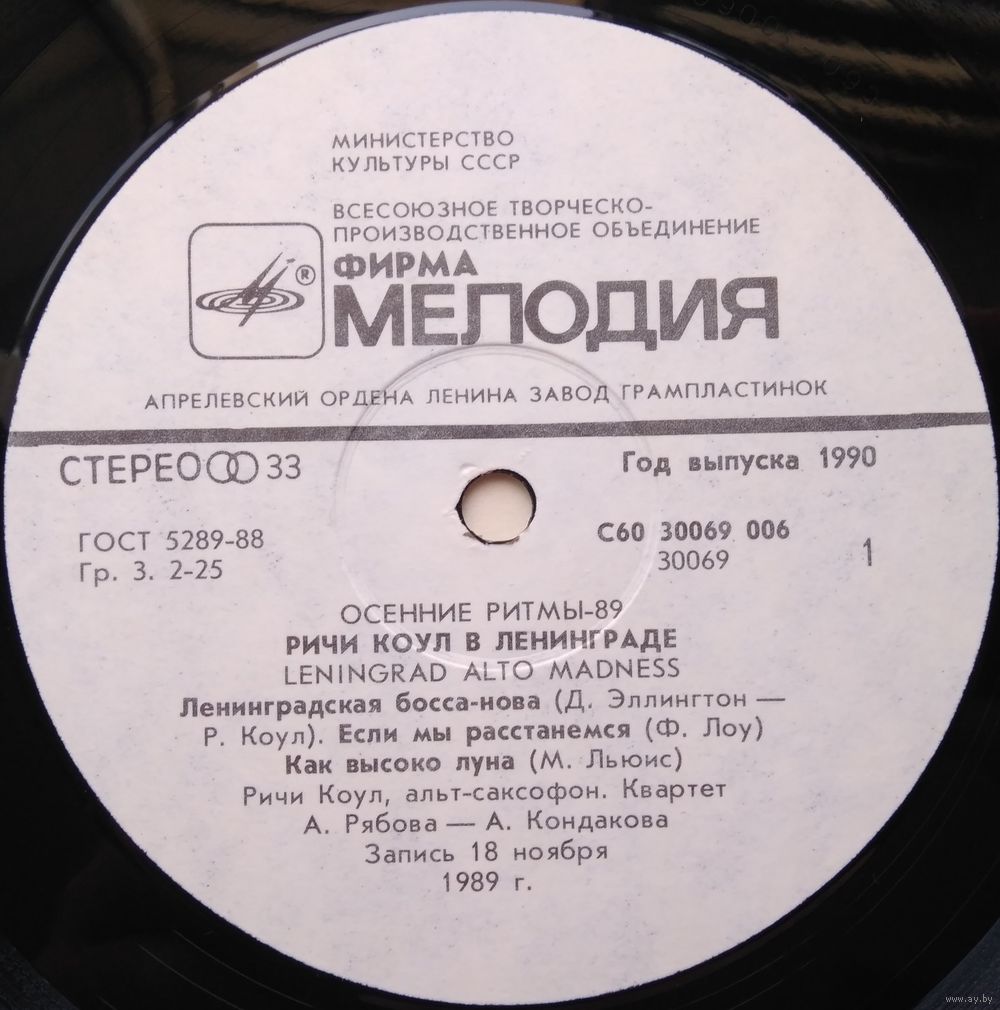 МИНИСТЕРСТВО
КУЛЬТУРЫ СССР
ВСЕСОЮЗНОЕ ТВОРЧЕСКО-
ПРОИЗВОДСТВЕННОЕ ОБЪЕДИНЕНИЕ
ФИРМА
®
МЕЛОДИЯ
АПРЕЛЕВСКИЙ ОРДЕНА ЛЕНИНА ЗАВОД ГРАМПЛАСТИНОК
СТЕРЕО 33
Год выпуска 1990
ГОСТ 5289-88
С60 30069 006
Гр. 3. 2-25
30069
1
ОСЕННИЕ РИТМЫ-89
РИЧИ КОУЛ В ЛЕНИНГРАДЕ
LENINGRAD ALTO MADNESS
Ленинградская босса-нова (Д. Эллингтон —
Р. Коул). Если мы расстанемся (Ф. Лоу)
Как высоко луна (М. Льюис)
Ричи Коул, альт-саксофон. Квартет
А. Рябова — А. Кондакова
Запись 18 ноября
1989 г.
www.ay.by